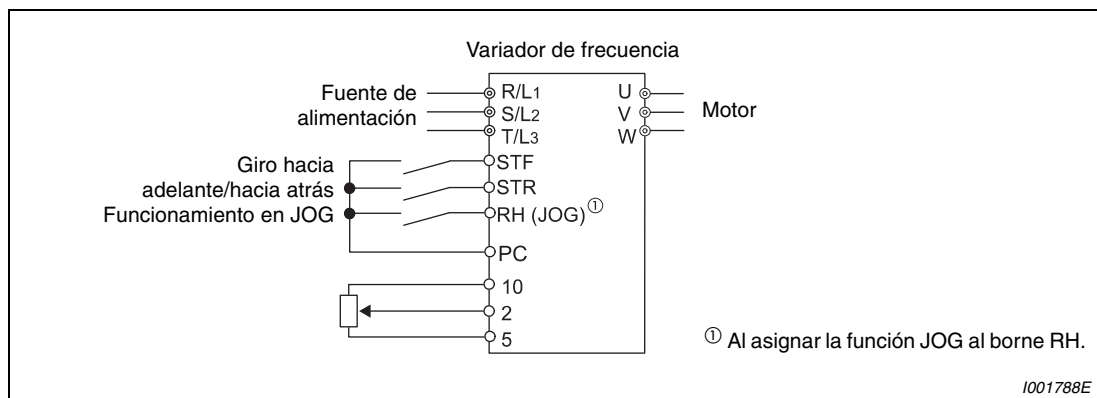 Variador de frecuencia
Fuente de
alimentación
R/L1
S/L2
T/L3
U
V
W
Motor
Giro hacia
adelante/hacia atrás
Funcionamiento en JOG
STF
STR
RH (JOG)①
PC
10
2
5
① Al asignar la función JOG al borne RH.
I001788E